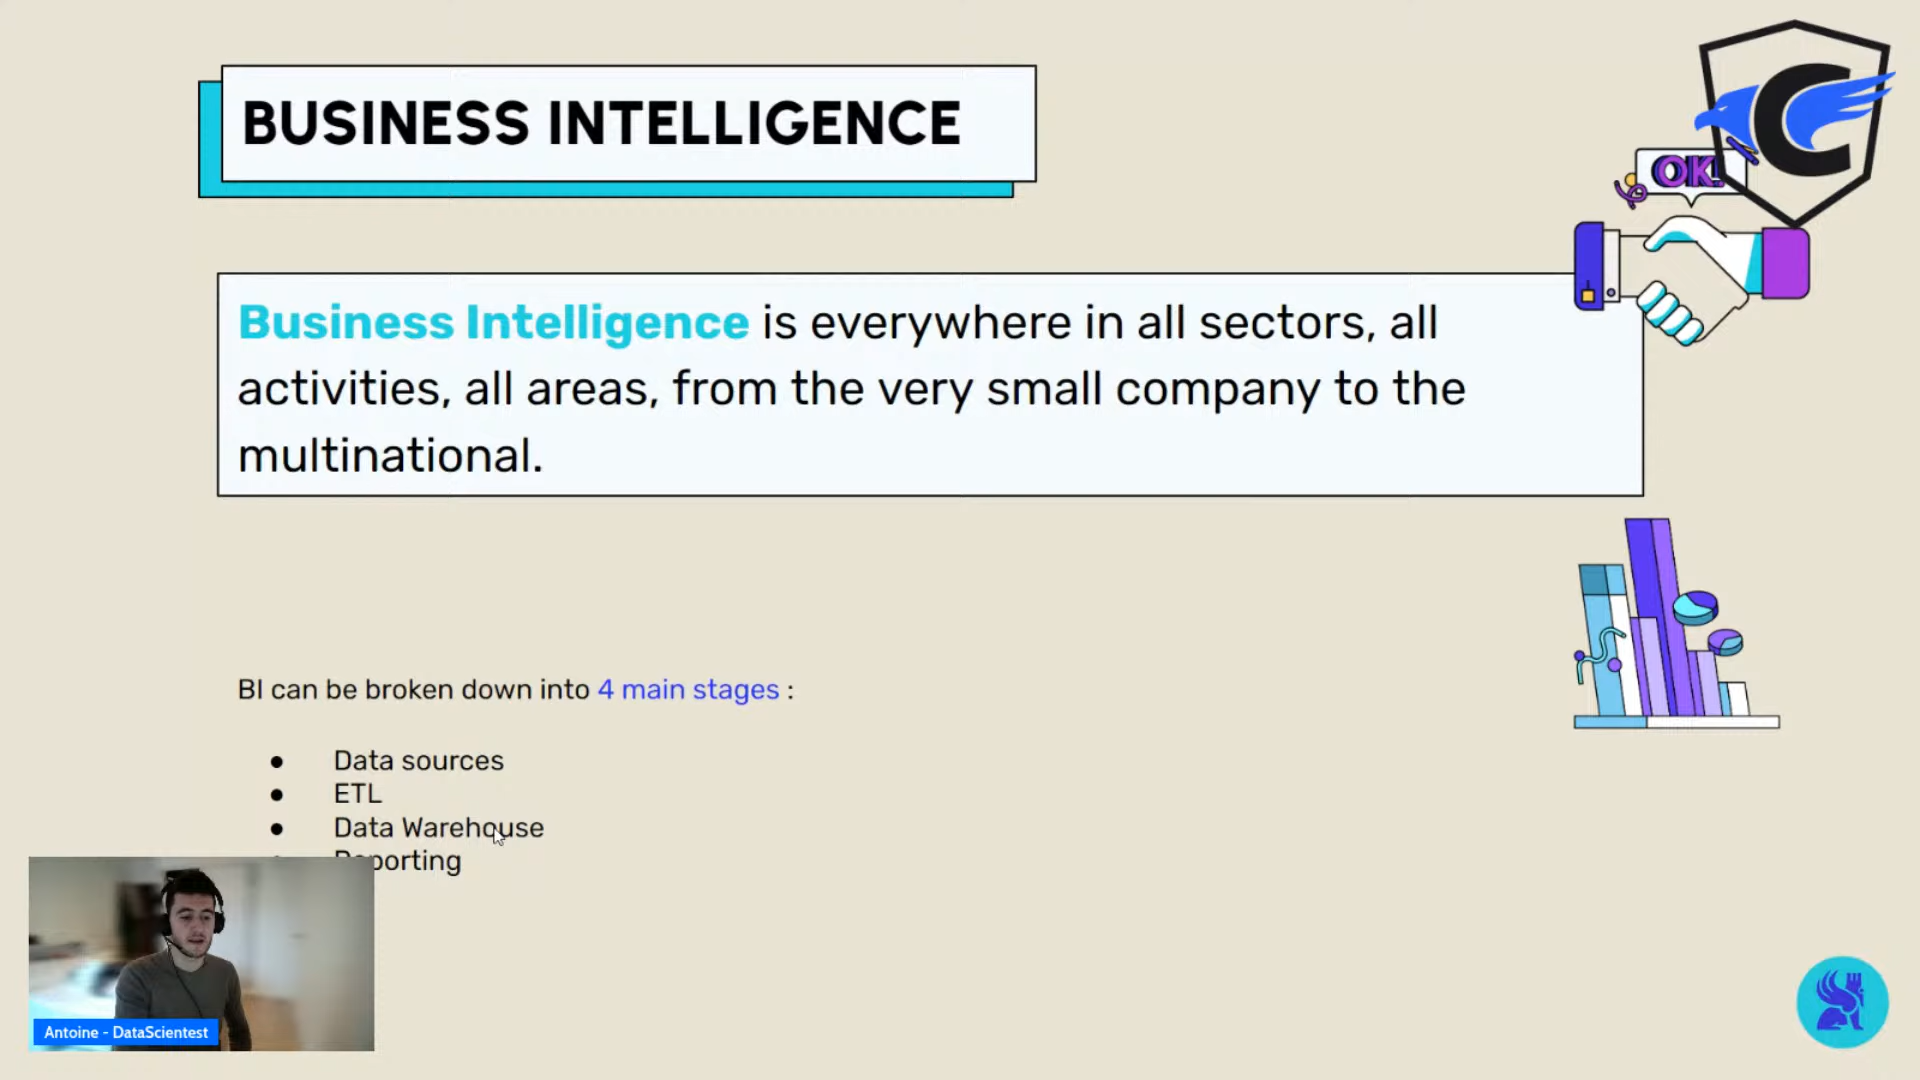 BUSINESS INTELLIGENCE
OK!
Business Intelligence is everywhere in all sectors, all
activities, all areas, from the very small company to the
multinational.
BI can be broken down into 4 main stages :
● Data sources
● ETL
● Data Warehouse
Reporting
Antoine - DataScientest